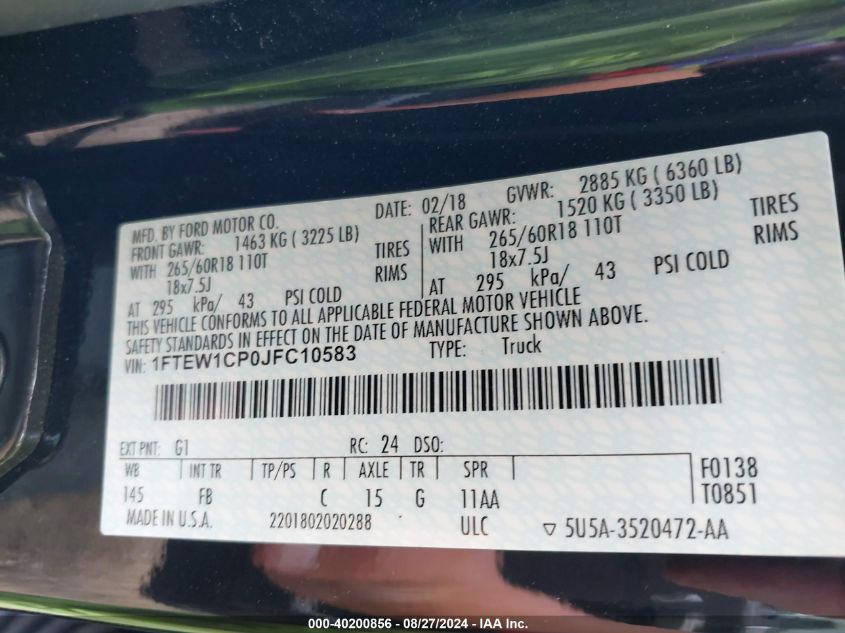 MFD. BY FORD MOTOR CO.
DATE: 02/18 GVWR: 2885 KG ( 6360 LB)
FRONT GAWR: 1463 KG ( 3225 LB)
REAR GAWR: 1520 KG ( 3350 LB)
WITH 265/60R18 110T TIRES
WITH 265/60R18 110T TIRES
18x7.5J RIMS
18x7.5J RIMS
AT 295 kPa/ 43 PSI COLD
AT 295 kPa/ 43 PSI COLD
THIS VEHICLE CONFORMS TO ALL APPLICABLE FEDERAL MOTOR VEHICLE
SAFETY STANDARDS IN EFFECT ON THE DATE OF MANUFACTURE SHOWN ABOVE.
VIN: 1FTEW1CP0JFC10583 TYPE: Truck
EXT PNT: G1 RC: 24 DSO:
WB INT TR TP/PS R AXLE TR SPR F0138
145 FB C 15 G 11AA T0851
MADE IN U.S.A. 2201802020288 ULC 5U5A-3520472-AA
000-40200856 - 08/27/2024 - IAA Inc.